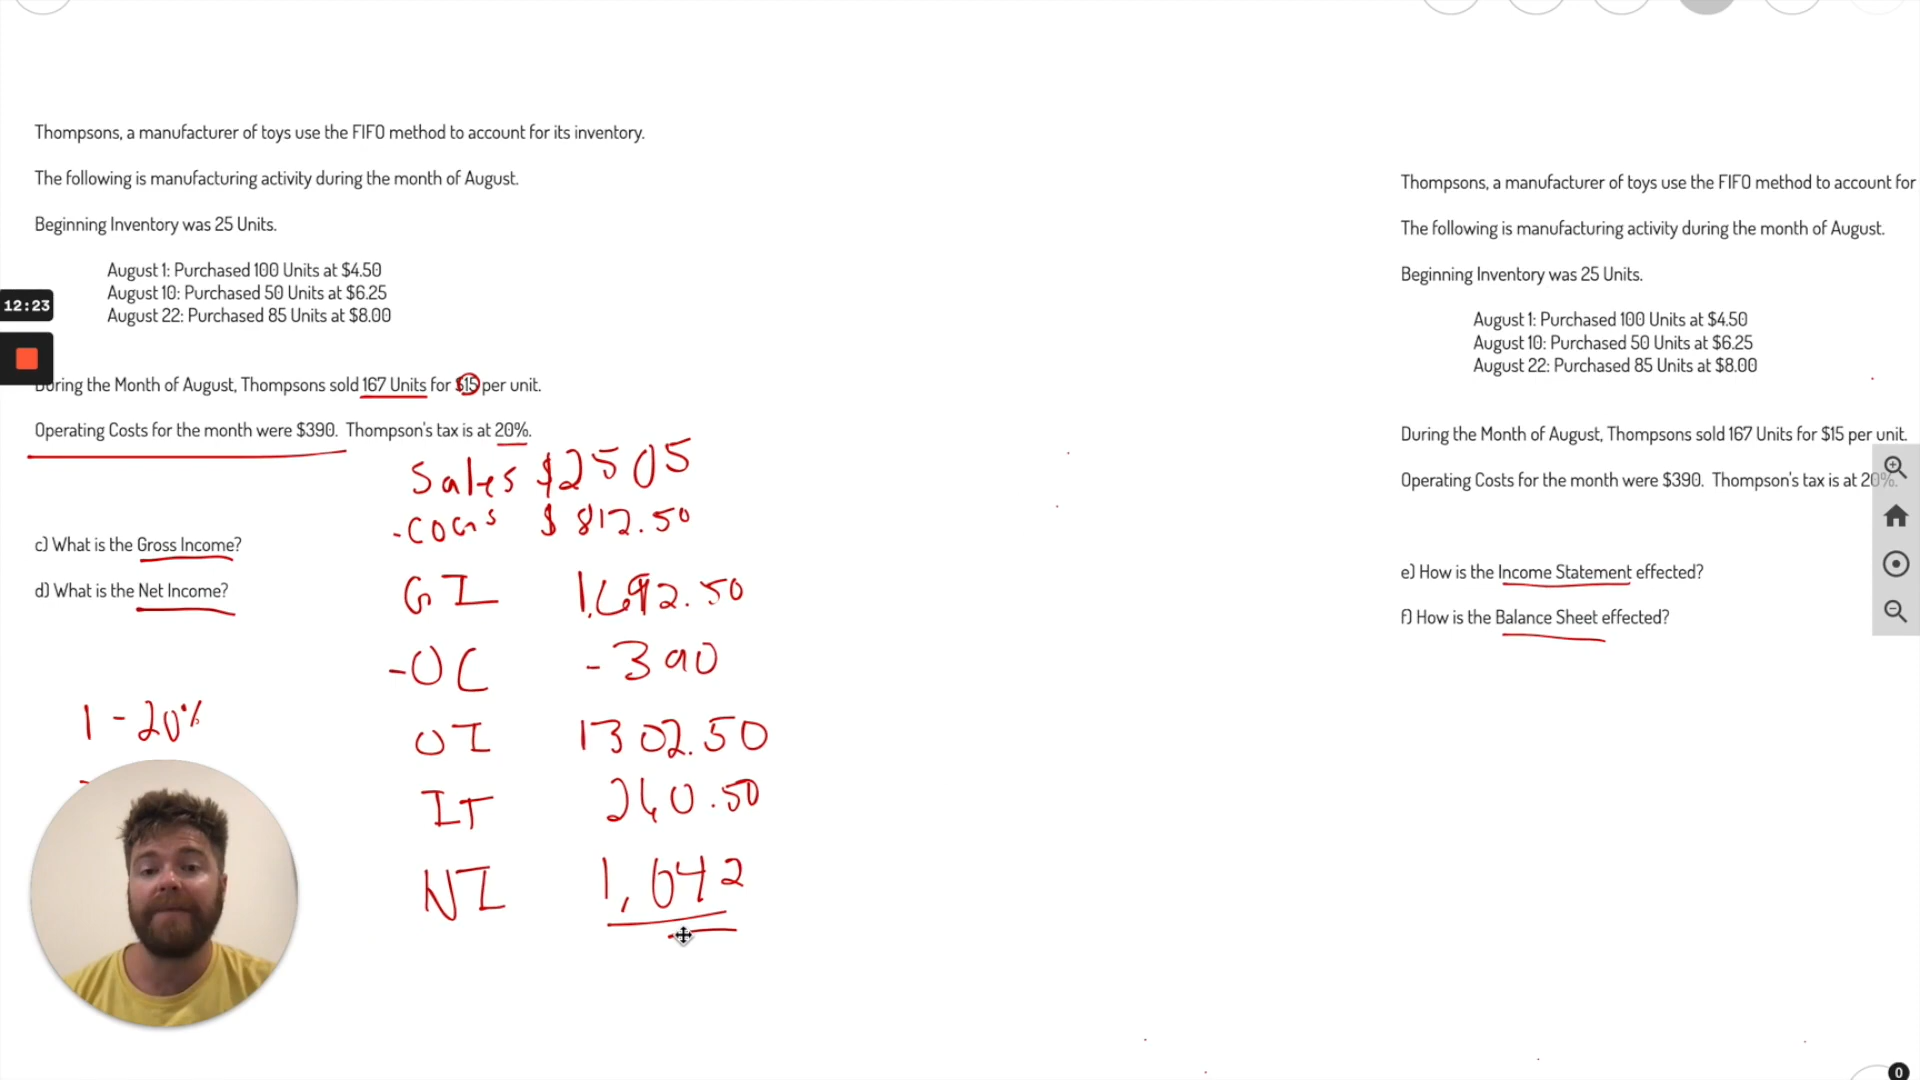 Thompsons, a manufacturer of toys use the FIFO method to account for its inventory.
The following is manufacturing activity during the month of August.
Beginning Inventory was 25 Units.
August 1: Purchased 100 Units at $4.50
August 10: Purchased 50 Units at $6.25
August 22: Purchased 85 Units at $8.00
12:23
During the Month of August, Thompsons sold 167 Units for $15 per unit.
Operating Costs for the month were $390. Thompson's tax is at 20%.
Sales $2505
-COGS $812.50
c) What is the Gross Income?
d) What is the Net Income?
GI 1,692.50
-OC -390
1-20%
OI 1302.50
IT 260.50
NI 1,042
Thompsons, a manufacturer of toys use the FIFO method to account for
The following is manufacturing activity during the month of August.
Beginning Inventory was 25 Units.
August 1: Purchased 100 Units at $4.50
August 10: Purchased 50 Units at $6.25
August 22: Purchased 85 Units at $8.00
During the Month of August, Thompsons sold 167 Units for $15 per unit.
Operating Costs for the month were $390. Thompson's tax is at 20%.
e) How is the Income Statement effected?
f) How is the Balance Sheet effected?
0